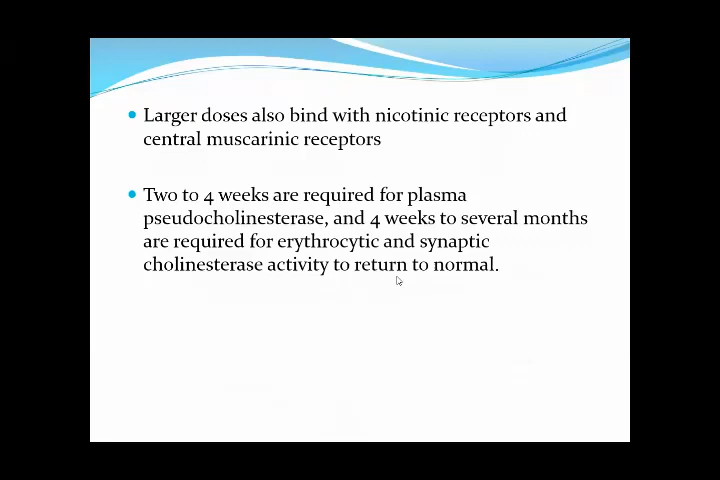 Larger doses also bind with nicotinic receptors and
central muscarinic receptors
Two to 4 weeks are required for plasma
pseudocholinesterase, and 4 weeks to several months
are required for erythrocytic and synaptic
cholinesterase activity to return to normal.